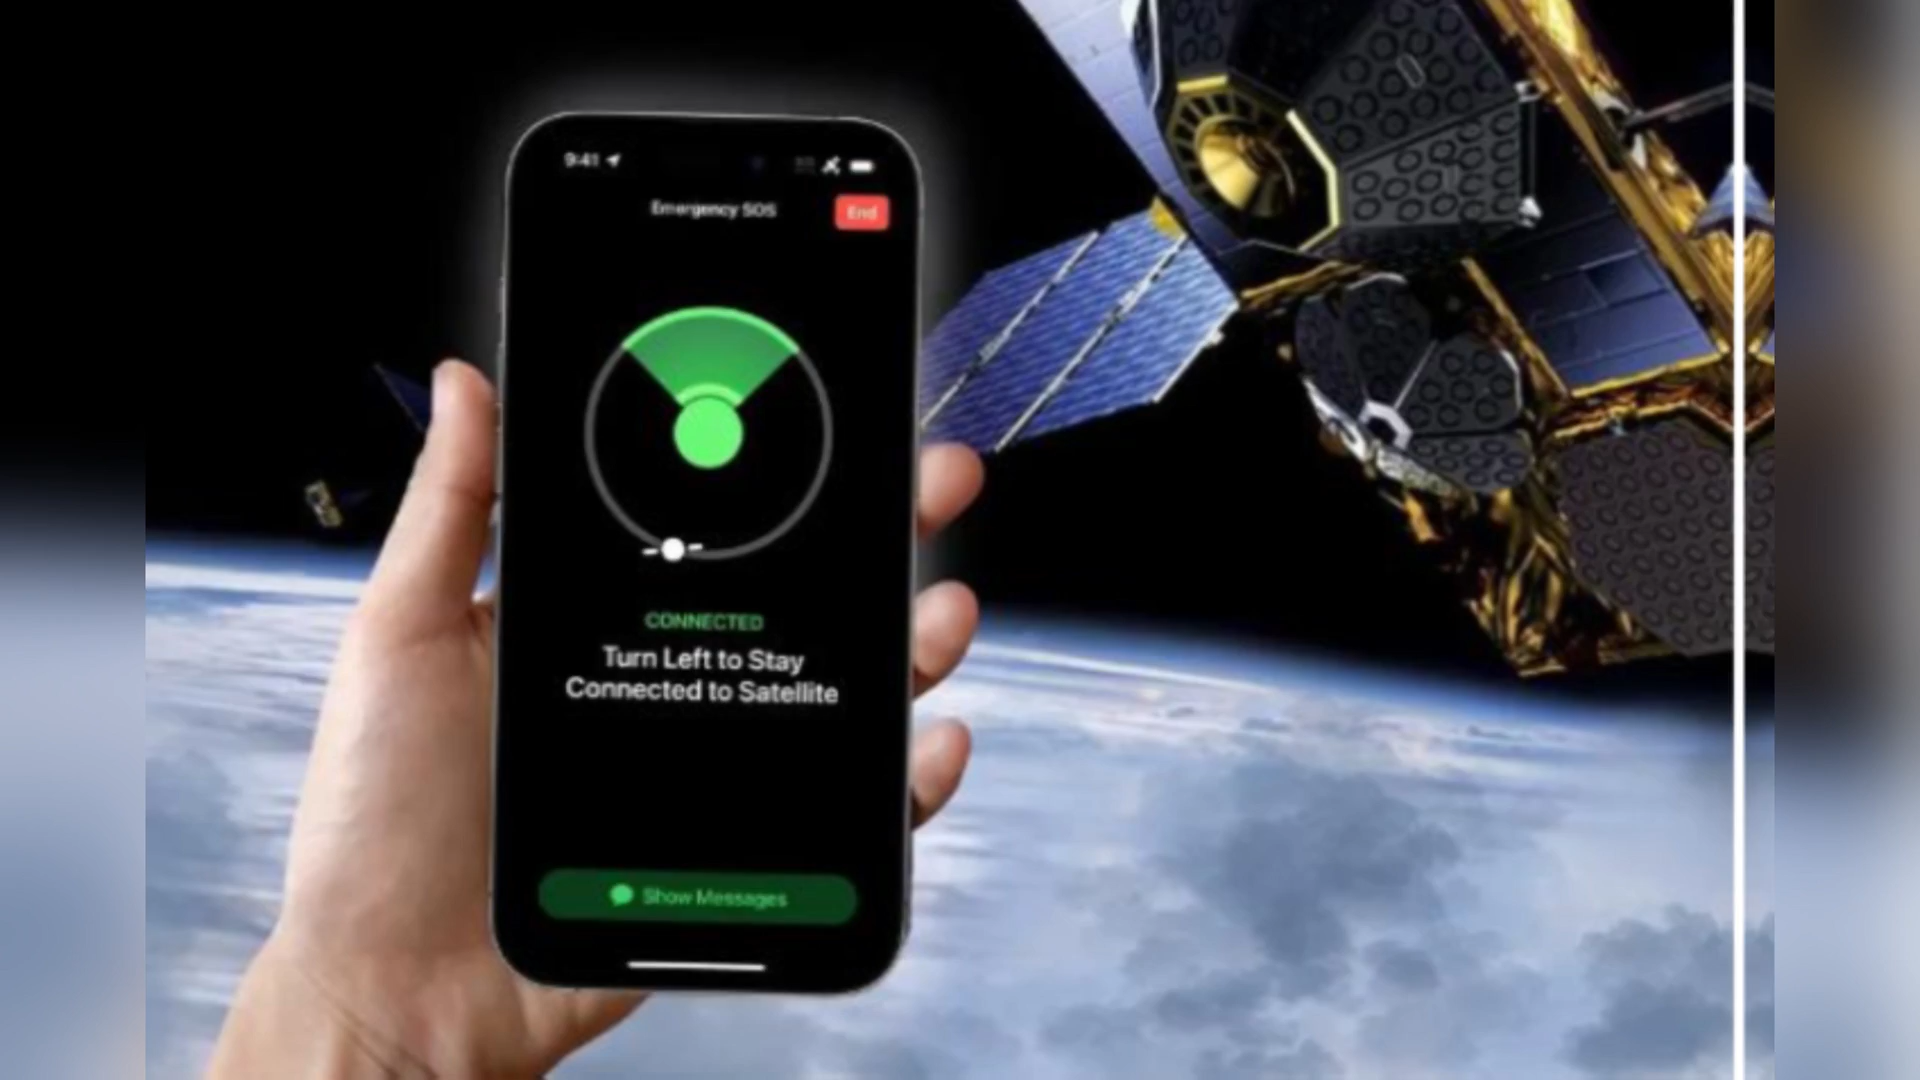 9:41
Emergency SOS
End
CONNECTED
Turn Left to Stay
Connected to Satellite
Show Messages